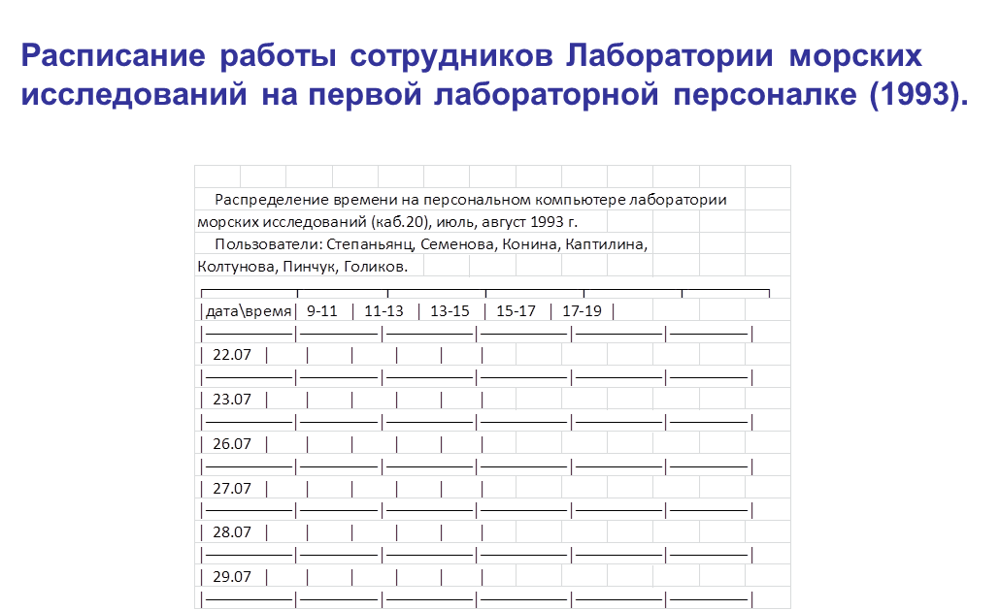 Расписание работы сотрудников Лаборатории морских
исследований на первой лабораторной персоналке (1993).
Распределение времени на персональном компьютере лаборатории
морских исследований (каб.20), июль, август 1993 г.
Пользователи: Степаньянц, Семенова, Конина, Каптилина,
Колтунова, Пинчук, Голиков.
|дата\время| 9-11 | 11-13 | 13-15 | 15-17 | 17-19 |
| 22.07 | | | | | |
| 23.07 | | | | | |
| 26.07 | | | | | |
| 27.07 | | | | | |
| 28.07 | | | | | |
| 29.07 | | | | | |